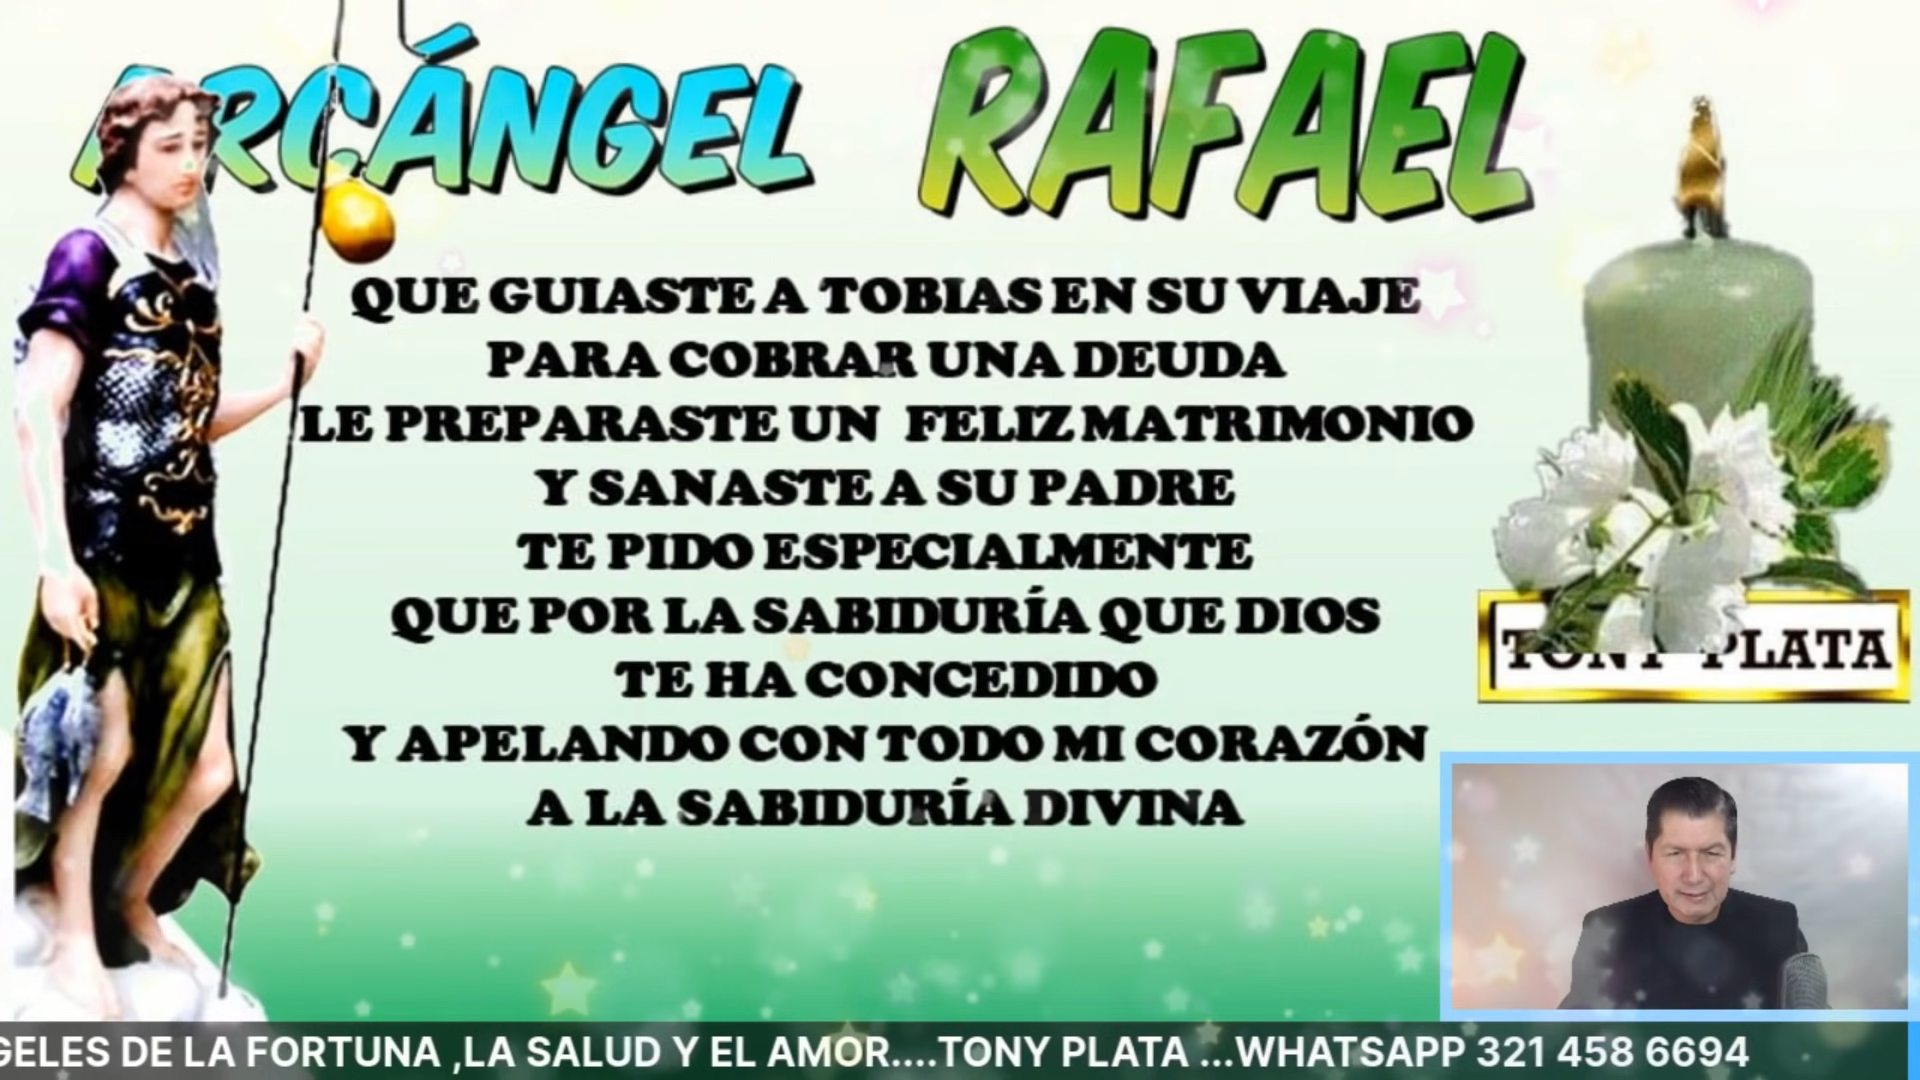 ARCÁNGEL RAFAEL
QUE GUIASTE A TOBIAS EN SU VIAJE
PARA COBRAR UNA DEUDA
LE PREPARASTE UN FELIZ MATRIMONIO
Y SANASTE A SU PADRE
TE PIDO ESPECIALMENTE
QUE POR LA SABIDURÍA QUE DIOS
TE HA CONCEDIDO
Y APELANDO CON TODO MI CORAZÓN
A LA SABIDURÍA DIVINA
TONY PLATA
GELES DE LA FORTUNA ,LA SALUD Y EL AMOR....TONY PLATA ...WHATSAPP 321 458 6694